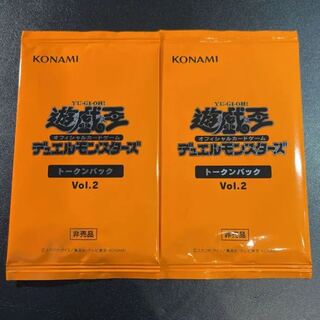 KONAMI
YU-GI-OH!
遊戯王
オフィシャルカードゲーム
デュエルモンスターズ
トークンパック
Vol.2
非売品
KONAMI
YU-GI-OH!
遊戯王
オフィシャルカードゲーム
デュエルモンスターズ
トークンパック
Vol.2
非売品